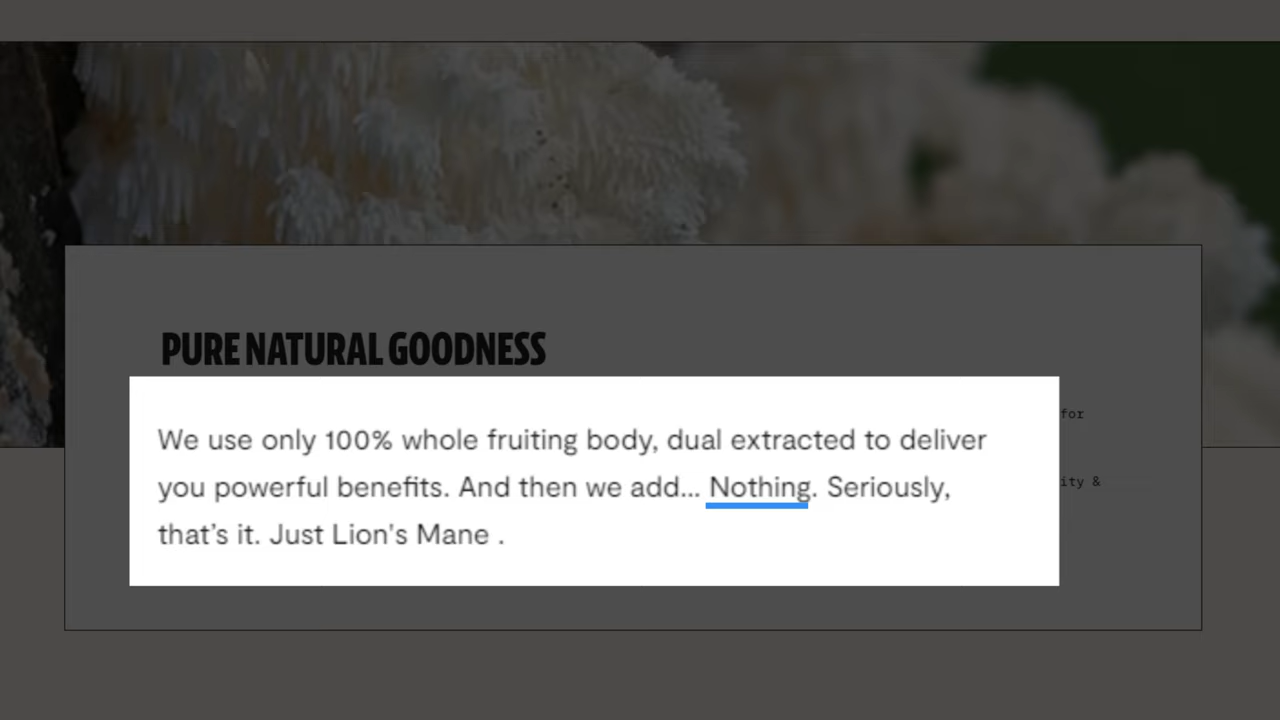 PURE NATURAL GOODNESS
for
We use only 100% whole fruiting body, dual extracted to deliver
you powerful benefits. And then we add... Nothing. Seriously,
that’s it. Just Lion's Mane .
&